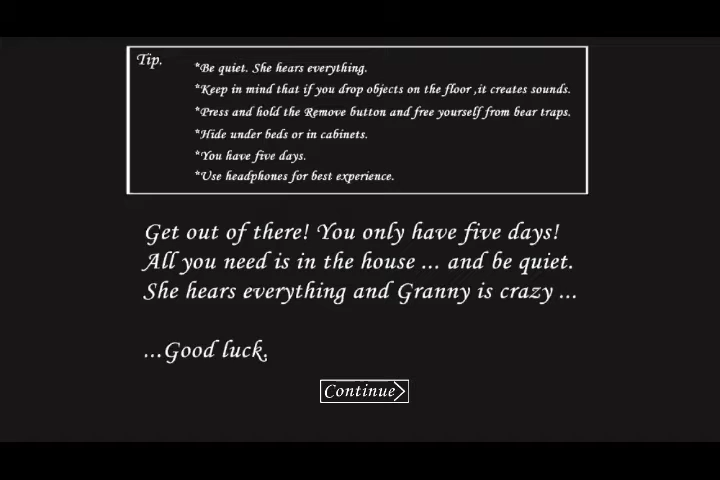 Tip.
*Be quiet. She hears everything.
*Keep in mind that if you drop objects on the floor ,it creates sounds.
*Press and hold the Remove button and free yourself from bear traps.
*Hide under beds or in cabinets.
*You have five days.
*Use headphones for best experience.
Get out of there! You only have five days!
All you need is in the house ... and be quiet.
She hears everything and Granny is crazy ...
...Good luck.
Continue>